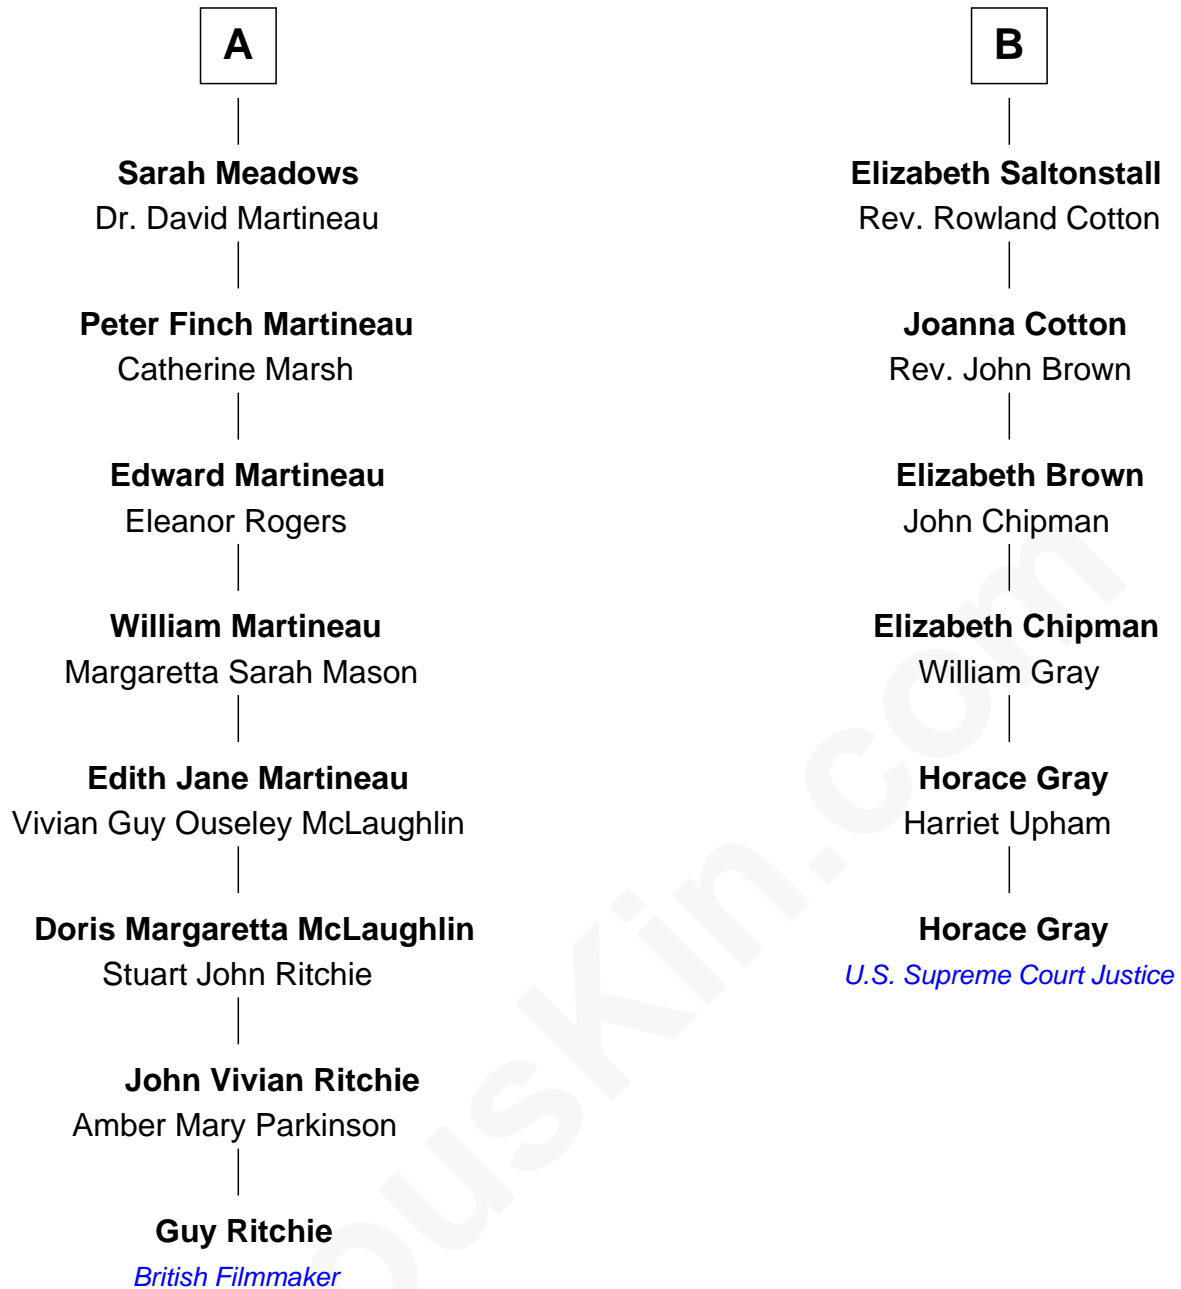 A
Sarah Meadows
Dr. David Martineau
Peter Finch Martineau
Catherine Marsh
Edward Martineau
Eleanor Rogers
William Martineau
Margaretta Sarah Mason
Edith Jane Martineau
Vivian Guy Ouseley McLaughlin
Doris Margaretta McLaughlin
Stuart John Ritchie
John Vivian Ritchie
Amber Mary Parkinson
Guy Ritchie
British Filmmaker
B
Elizabeth Saltonstall
Rev. Rowland Cotton
Joanna Cotton
Rev. John Brown
Elizabeth Brown
John Chipman
Elizabeth Chipman
William Gray
Horace Gray
Harriet Upham
Horace Gray
U.S. Supreme Court Justice
ouskin.com